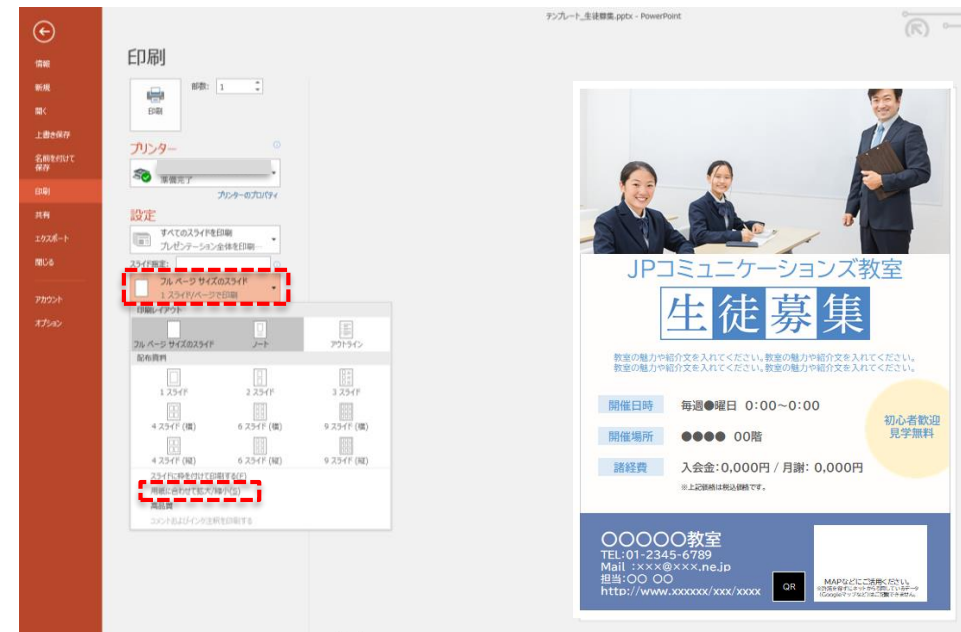 テンプレート_生徒募集.pptx - PowerPoint
情報
新規
開く
上書き保存
名前を付けて
保存
印刷
共有
エクスポート
閉じる
アカウント
オプション
印刷
部数: 1
印刷
プリンター
準備完了
プリンターのプロパティ
設定
すべてのスライドを印刷
プレゼンテーション全体を印刷…
スライド指定:
フル ページ サイズのスライド
1 スライド/ページで印刷
印刷レイアウト
フル ページ サイズのスライド ノート アウトライン
配布資料
1 スライド 2 スライド 3 スライド
4 スライド (横) 6 スライド (横) 9 スライド (横)
4 スライド (縦) 6 スライド (縦) 9 スライド (縦)
スライドに枠を付けて印刷する(F)
用紙に合わせて拡大/縮小(S)
高品質
コメントおよびインク注釈を印刷する
JPコミュニケーションズ教室
生徒募集
教室の魅力や紹介文を入れてください。教室の魅力や紹介文を入れてください。
教室の魅力や紹介文を入れてください。教室の魅力や紹介文を入れてください。
開催日時 毎週●曜日 0:00~0:00
開催場所 ●●●● 00階
諸経費 入会金:0,000円 / 月謝: 0,000円
※上記価格は税込価格です。
初心者歓迎
見学無料
〇〇〇〇〇教室
TEL:01-2345-6789
Mail :×××@×××.ne.jp
担当:〇〇 〇〇
http://www.xxxxxx/xxx/xxxx
QR
MAPなどにご活用ください。